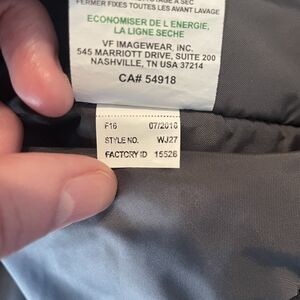 FERMER FIXES TOUTES LES AVANT LAVAGE
ECONOMISER DE L ENERGIE,
LA LIGNE SECHE
VF IMAGEWEAR, INC.
545 MARRIOTT DRIVE, SUITE 200
NASHVILLE, TN USA 37214
CA# 54918
F16 07/2010
STYLE NO. WJ27
FACTORY ID 15526